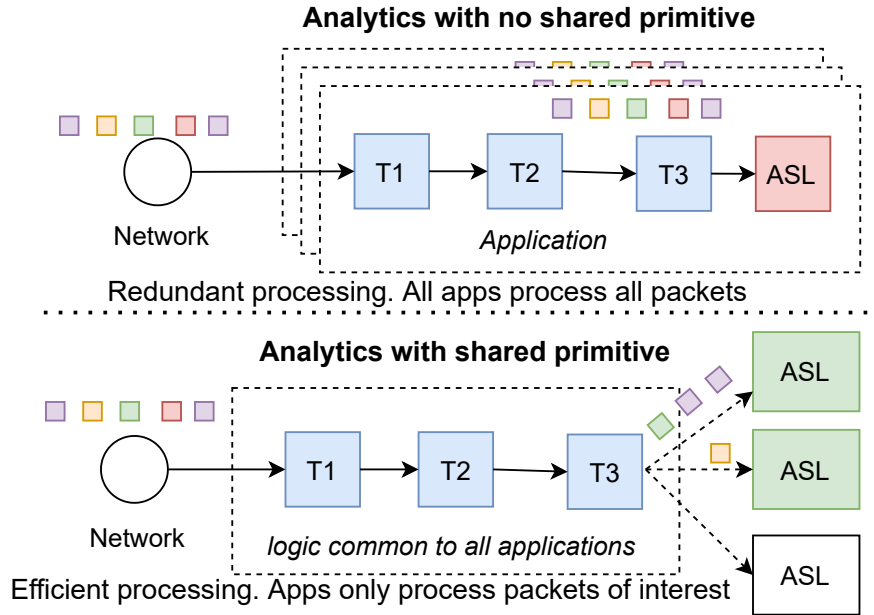 Analytics with no shared primitive
T1
T2
T3
ASL
Network
Application
Redundant processing. All apps process all packets
Analytics with shared primitive
ASL
T1
T2
T3
ASL
Network
logic common to all applications
ASL
Efficient processing. Apps only process packets of interest